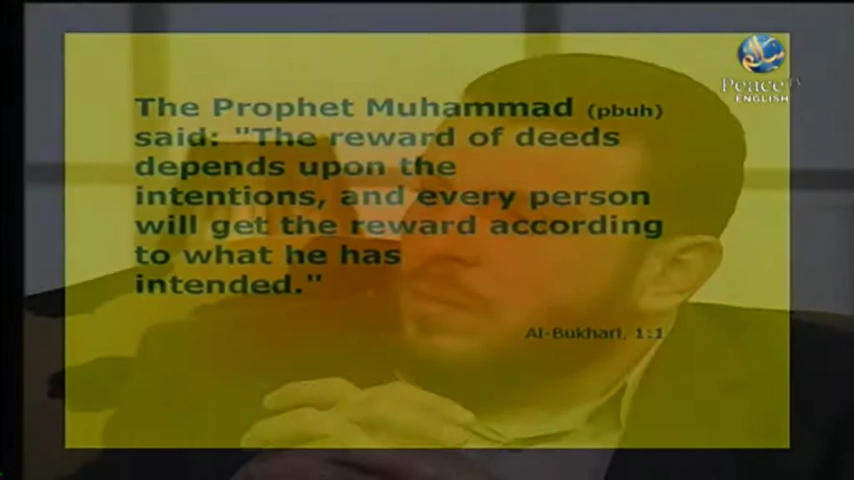 سلام
Peace TV
ENGLISH
The Prophet Muhammad (pbuh)
said: "The reward of deeds
depends upon the
intentions, and every person
will get the reward according
to what he has
intended."
Al-Bukhari, 1:1